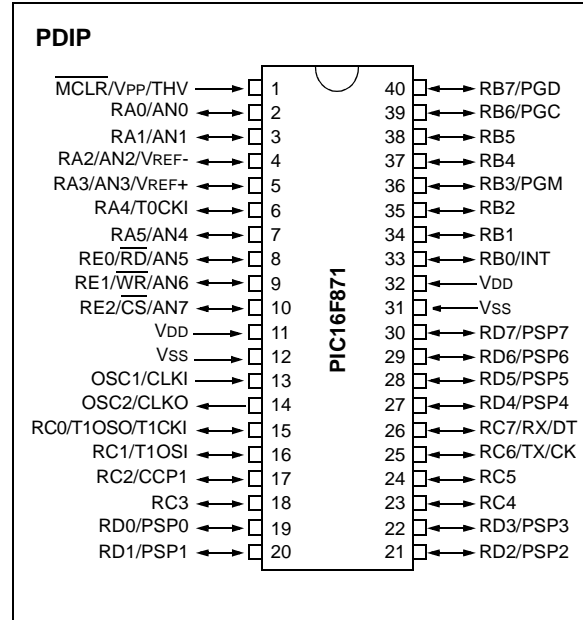 PDIP
MCLR/VPP/THV 1 40 RB7/PGD
RA0/AN0 2 39 RB6/PGC
RA1/AN1 3 38 RB5
RA2/AN2/VREF- 4 37 RB4
RA3/AN3/VREF+ 5 36 RB3/PGM
RA4/T0CKI 6 35 RB2
RA5/AN4 7 34 RB1
RE0/RD/AN5 8 33 RB0/INT
RE1/WR/AN6 9 32 VDD
RE2/CS/AN7 10 31 VSS
VDD 11 30 RD7/PSP7
VSS 12 29 RD6/PSP6
OSC1/CLKI 13 28 RD5/PSP5
OSC2/CLKO 14 27 RD4/PSP4
RC0/T1OSO/T1CKI 15 26 RC7/RX/DT
RC1/T1OSI 16 25 RC6/TX/CK
RC2/CCP1 17 24 RC5
RC3 18 23 RC4
RD0/PSP0 19 22 RD3/PSP3
RD1/PSP1 20 21 RD2/PSP2
PIC16F871